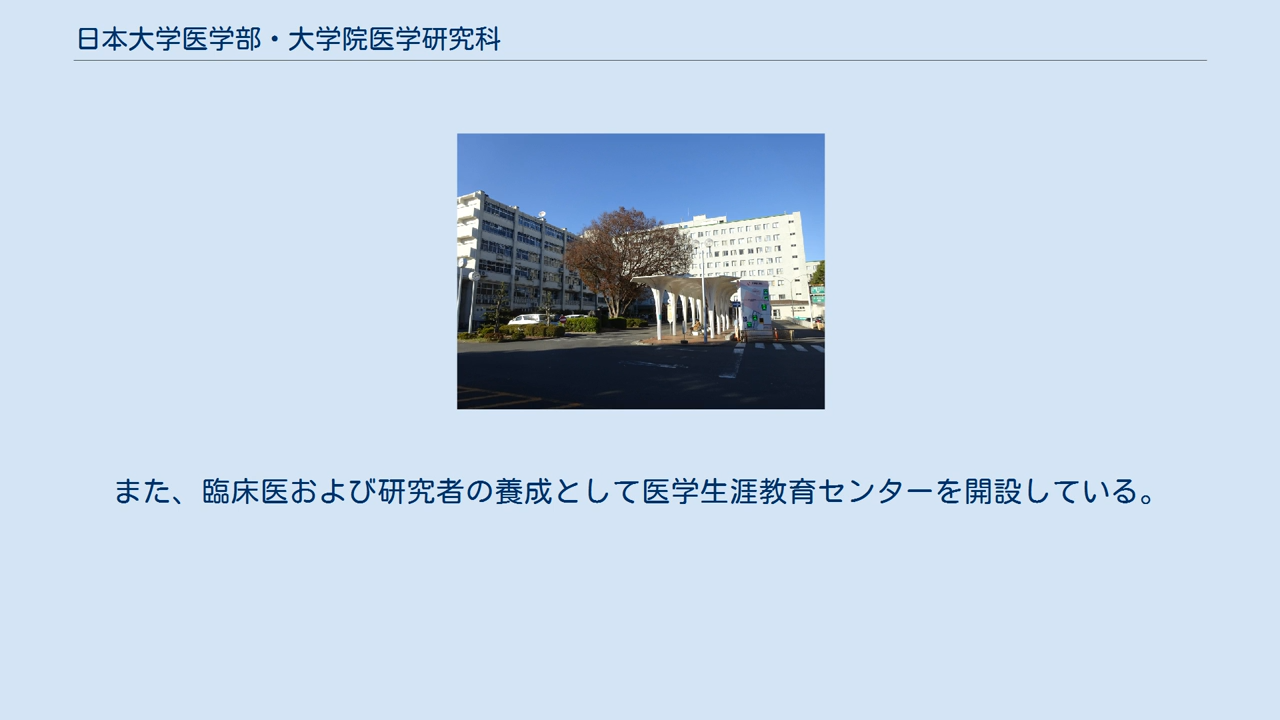 日本大学医学部・大学院医学研究科
また、臨床医および研究者の養成として医学生涯教育センターを開設している。